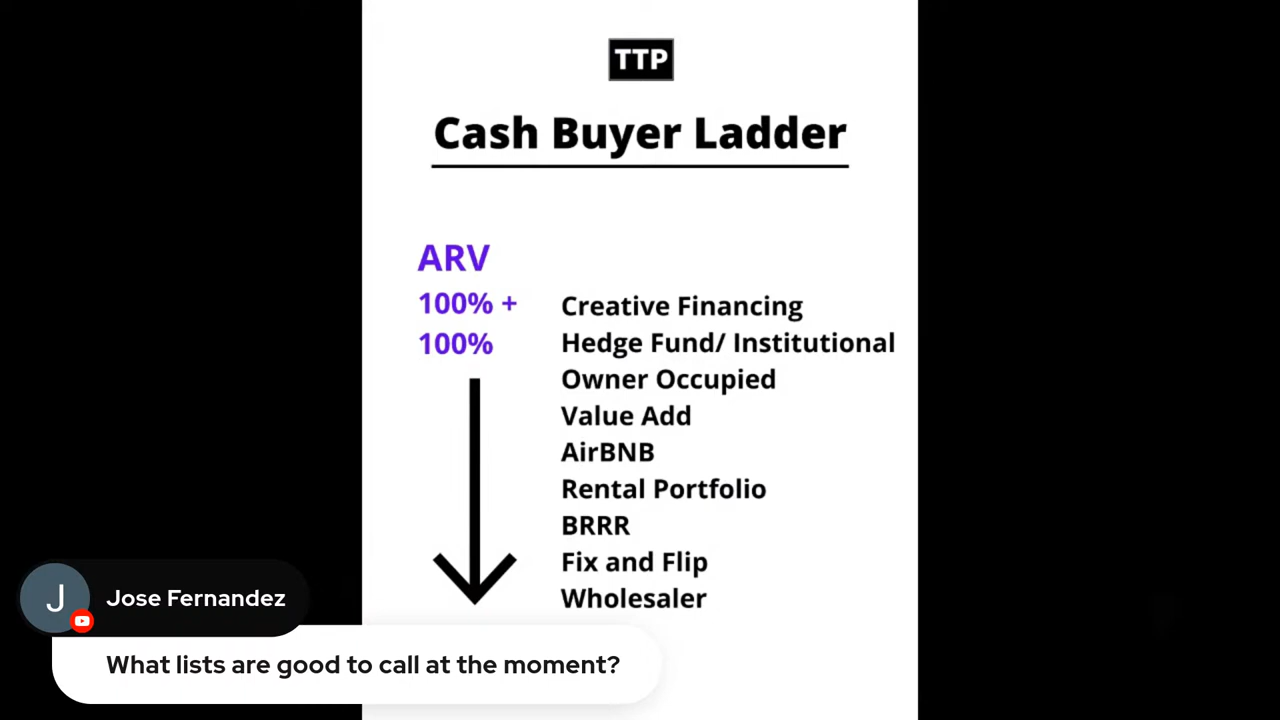 TTP
Cash Buyer Ladder
ARV
100% +
Creative Financing
100%
Hedge Fund/ Institutional
Owner Occupied
Value Add
AirBNB
Rental Portfolio
BRRR
Fix and Flip
Wholesaler
J
Jose Fernandez
What lists are good to call at the moment?